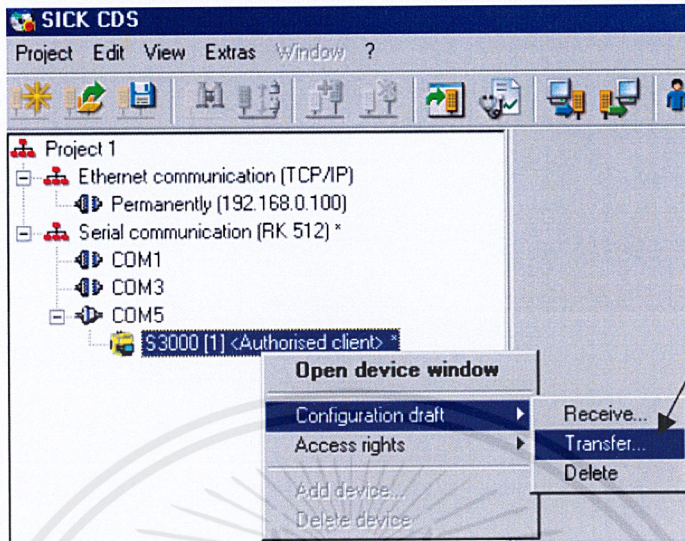 SICK CDS
Project Edit View Extras Window ?
Project 1
Ethernet communication (TCP/IP)
Permanently (192.168.0.100)
Serial communication (RK 512) *
COM1
COM3
COM5
S3000 [1] <Authorised client> *
Open device window
Configuration draft
Access rights
Add device...
Delete device
Receive...
Transfer...
Delete